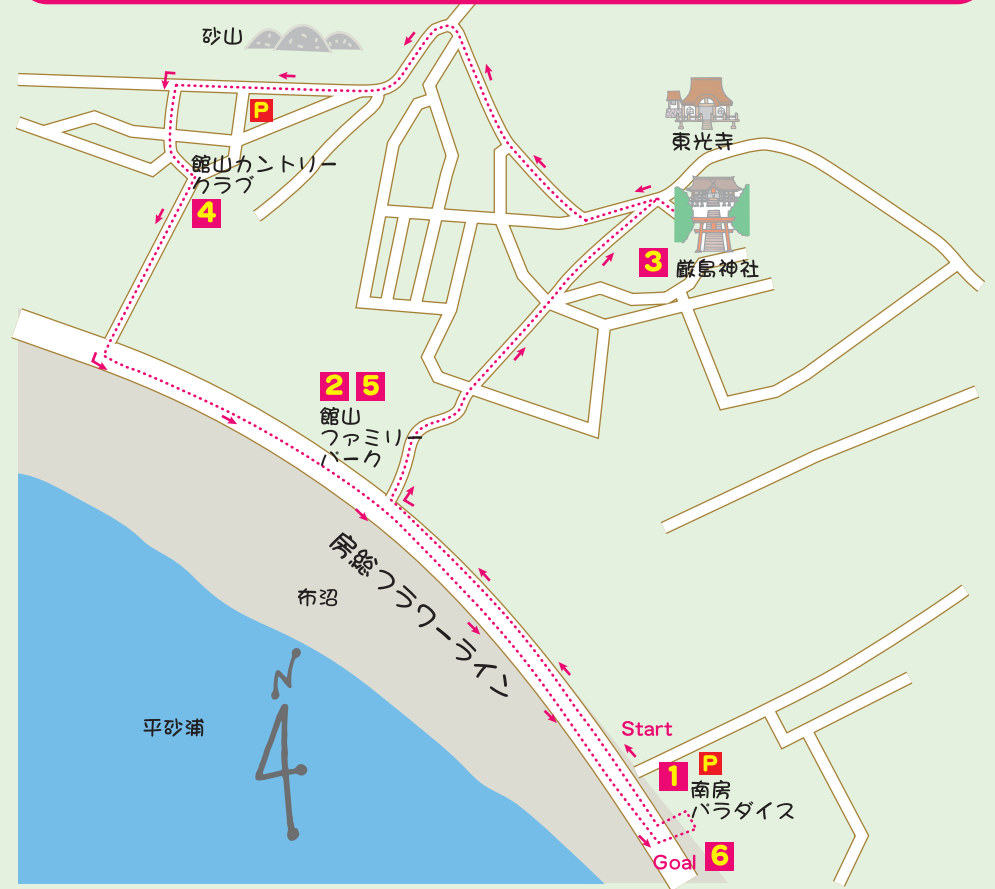 砂山
P
東光寺
館山カントリー
クラブ
4
3 厳島神社
2 5
館山
ファミリー
パーク
房総フラワーライン
布沼
N
平砂浦
Start
P
1 南房
パラダイス
Goal 6